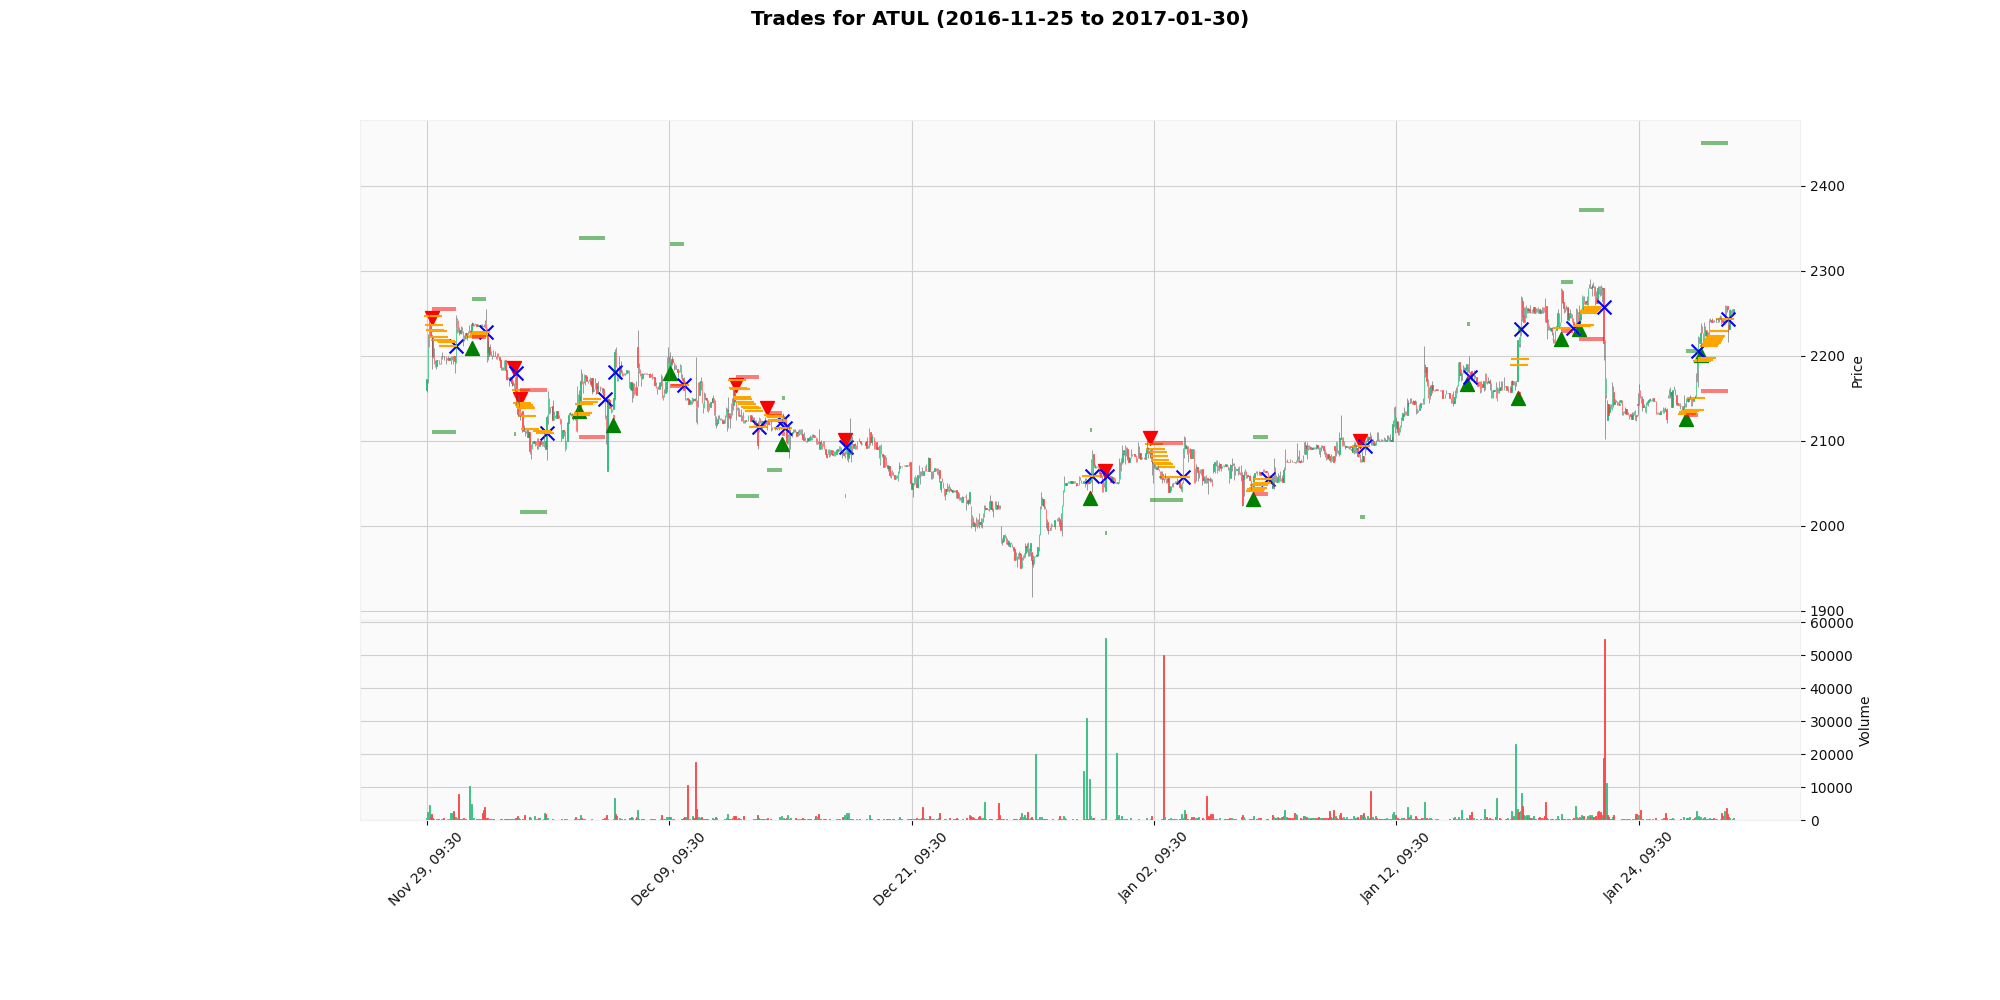 Trades for ATUL (2016-11-25 to 2017-01-30)
2400
2300
2200
2100
2000
1900
Price
60000
50000
40000
30000
20000
10000
0
Volume
Nov 29, 09:30
Dec 09, 09:30
Dec 21, 09:30
Jan 02, 09:30
Jan 12, 09:30
Jan 24, 09:30